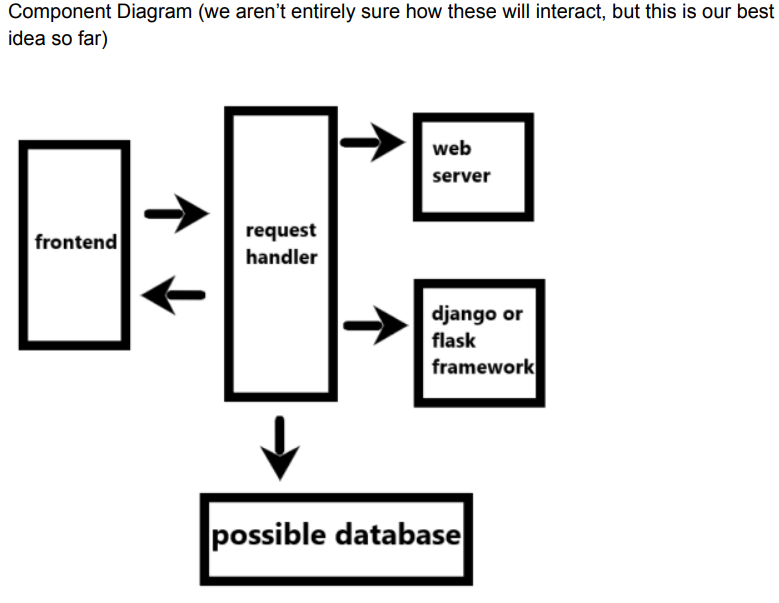 Component Diagram (we aren’t entirely sure how these will interact, but this is our best
idea so far)
frontend
request
handler
web
server
django or
flask
framework
possible database